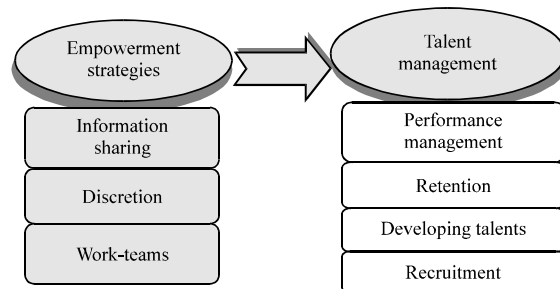 Empowerment
strategies
Information
sharing
Discretion
Work-teams
Talent
management
Performance
management
Retention
Developing talents
Recruitment